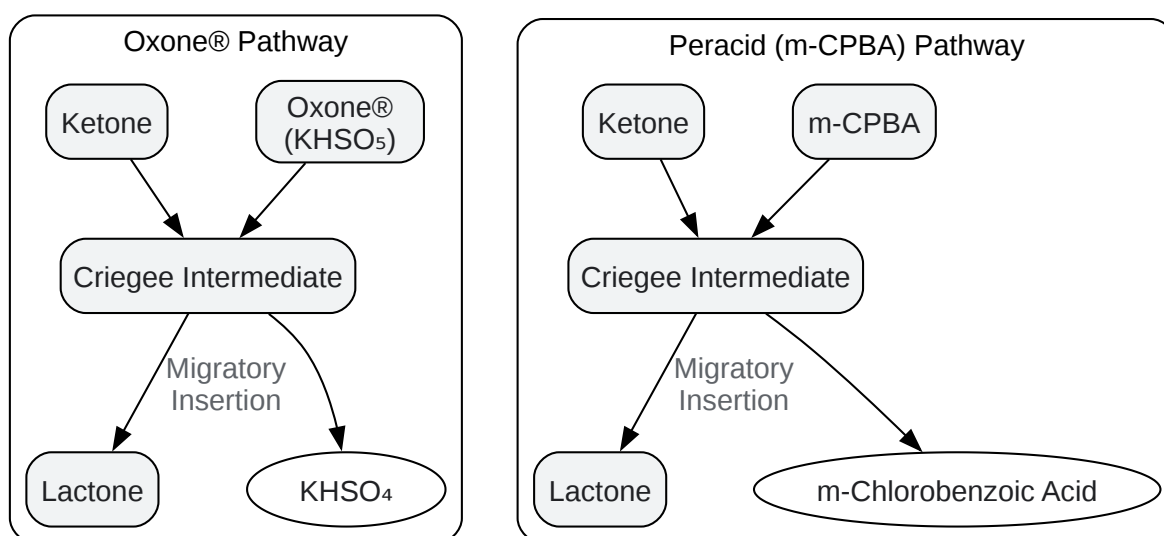 Oxone® Pathway
Ketone
Oxone®
(KHSO₅)
Criegee Intermediate
Migratory
Insertion
Lactone
KHSO₄
Peracid (m-CPBA) Pathway
Ketone
m-CPBA
Criegee Intermediate
Migratory
Insertion
Lactone
m-Chlorobenzoic Acid